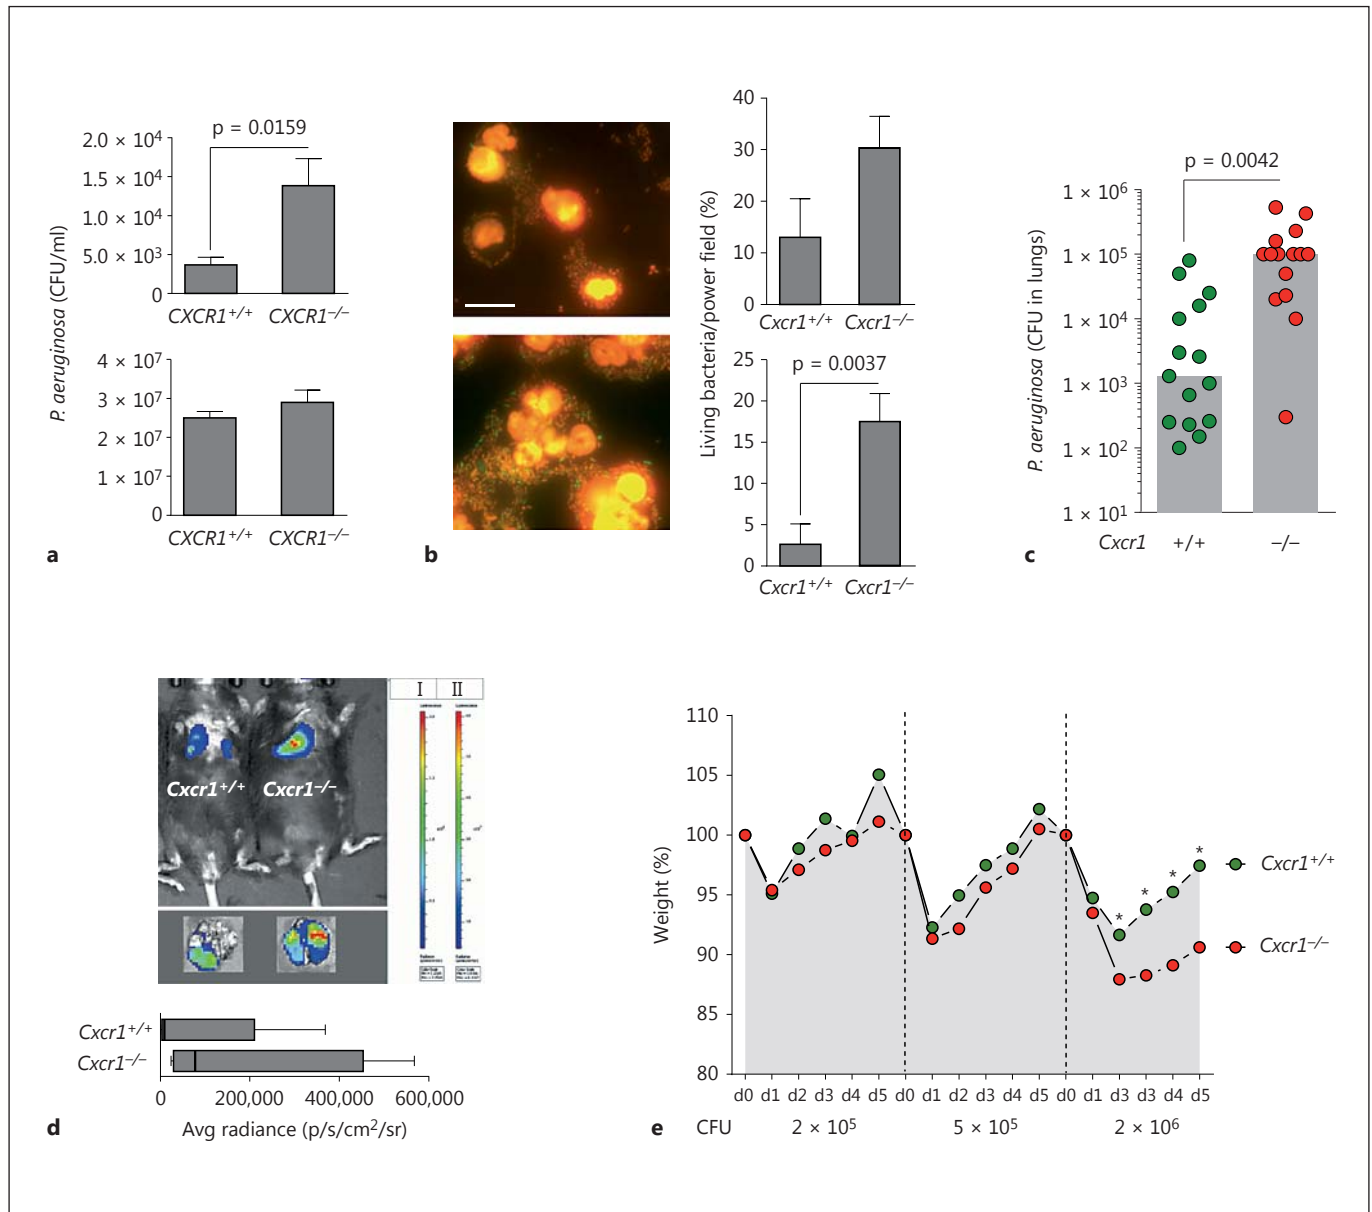 p = 0.0159
P. aeruginosa (CFU/ml)
2.0 × 10⁴
1.5 × 10⁴
1.0 × 10⁴
5.0 × 10³
0
CXCR1⁺/⁺ CXCR1⁻/⁻
4 × 10⁷
3 × 10⁷
2 × 10⁷
1 × 10⁷
0
CXCR1⁺/⁺ CXCR1⁻/⁻
a
b
Living bacteria/power field (%)
40
30
20
10
0
Cxcr1⁺/⁺ Cxcr1⁻/⁻
25
p = 0.0037
20
15
10
5
0
Cxcr1⁺/⁺ Cxcr1⁻/⁻
p = 0.0042
P. aeruginosa (CFU in lungs)
1 × 10⁶
1 × 10⁵
1 × 10⁴
1 × 10³
1 × 10²
1 × 10¹
Cxcr1 +/+ –/–
c
I II
Cxcr1⁺/⁺ Cxcr1⁻/⁻
Cxcr1⁺/⁺
Cxcr1⁻/⁻
0 200,000 400,000 600,000
Avg radiance (p/s/cm²/sr)
d
Weight (%)
110
105
100
95
90
85
80
* * * *
Cxcr1⁺/⁺
Cxcr1⁻/⁻
d0 d1 d2 d3 d4 d5 d0 d1 d2 d3 d4 d5 d0 d1 d3 d3 d4 d5
CFU 2 × 10⁵ 5 × 10⁵ 2 × 10⁶
e